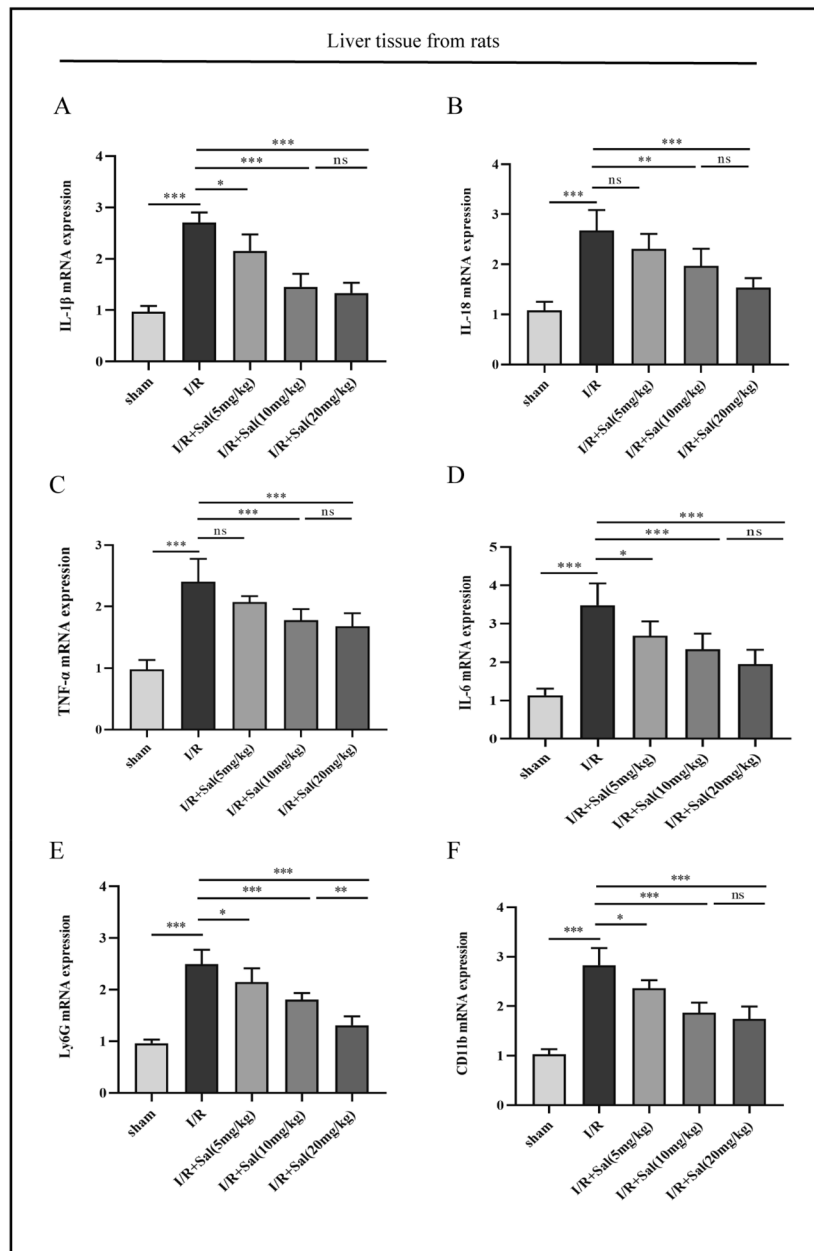 Liver tissue from rats
A
IL-1β mRNA expression
4
3
2
1
0
***
***
ns
***
*
sham
I/R
I/R+Sal(5mg/kg)
I/R+Sal(10mg/kg)
I/R+Sal(20mg/kg)
B
IL-18 mRNA expression
4
3
2
1
0
***
**
ns
ns
***
sham
I/R
I/R+Sal(5mg/kg)
I/R+Sal(10mg/kg)
I/R+Sal(20mg/kg)
C
TNF-α mRNA expression
3
2
1
0
***
***
ns
ns
***
sham
I/R
I/R+Sal(5mg/kg)
I/R+Sal(10mg/kg)
I/R+Sal(20mg/kg)
D
IL-6 mRNA expression
5
4
3
2
1
0
***
***
ns
*
***
sham
I/R
I/R+Sal(5mg/kg)
I/R+Sal(10mg/kg)
I/R+Sal(20mg/kg)
E
Ly6G mRNA expression
4
3
2
1
0
***
***
**
*
***
sham
I/R
I/R+Sal(5mg/kg)
I/R+Sal(10mg/kg)
I/R+Sal(20mg/kg)
F
CD11b mRNA expression
4
3
2
1
0
***
***
ns
*
***
sham
I/R
I/R+Sal(5mg/kg)
I/R+Sal(10mg/kg)
I/R+Sal(20mg/kg)